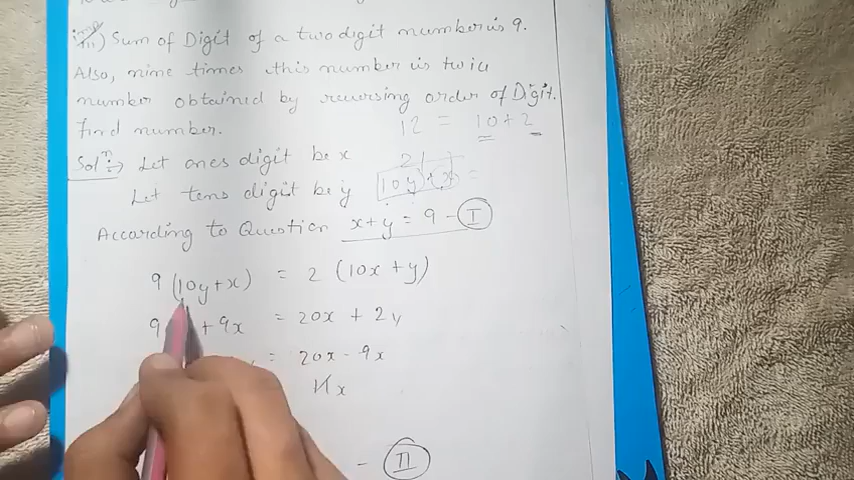 iii) Sum of Digit of a two digit number is 9.
Also, nine times this number is twice
number obtained by reversing order of Digit.
find number.
12 = 10+2
Solⁿ:→ Let ones digit be x
21
Let tens digit be y
10y + x =
According to Question x+y = 9 - I
9 (10y+x) = 2 (10x + y)
9 + 9x = 20x + 2y
= 20x - 9x
11x
- II